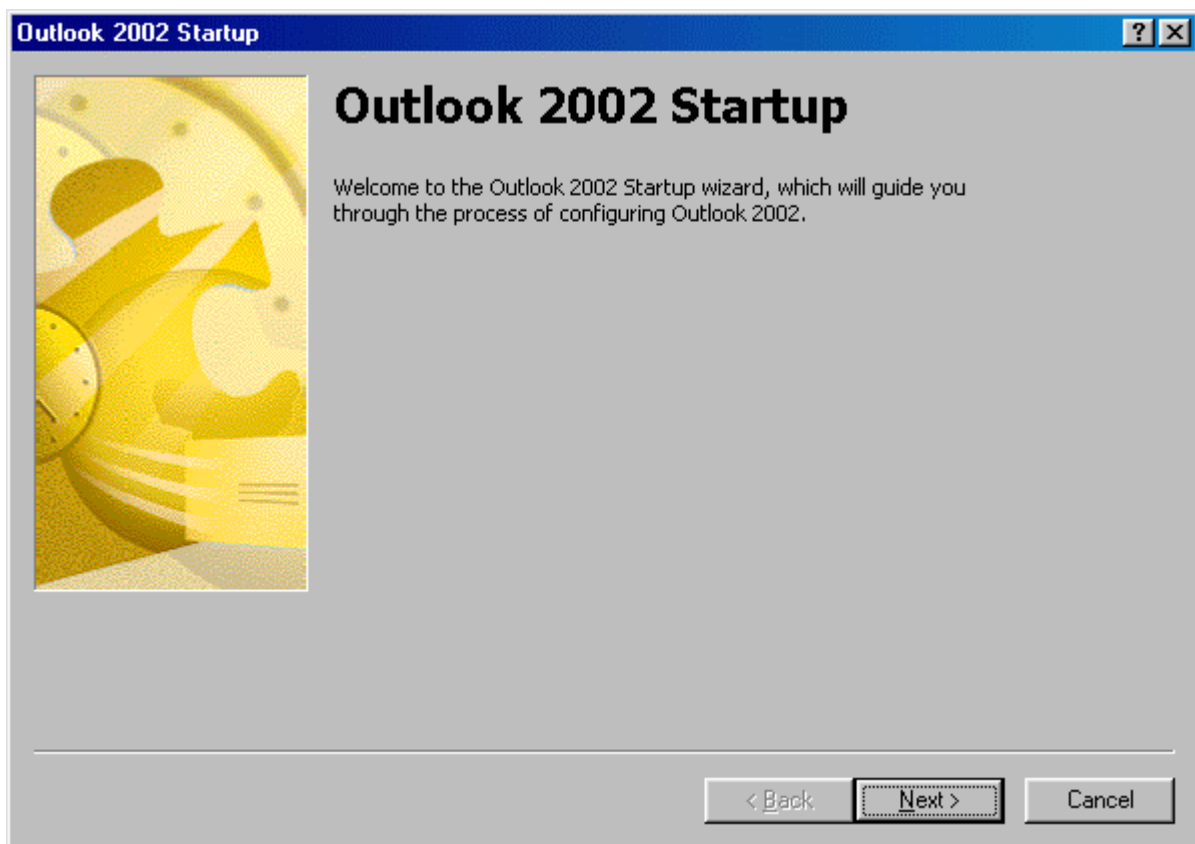 Outlook 2002 Startup
Outlook 2002 Startup
Welcome to the Outlook 2002 Startup wizard, which will guide you
through the process of configuring Outlook 2002.
< Back Next > Cancel